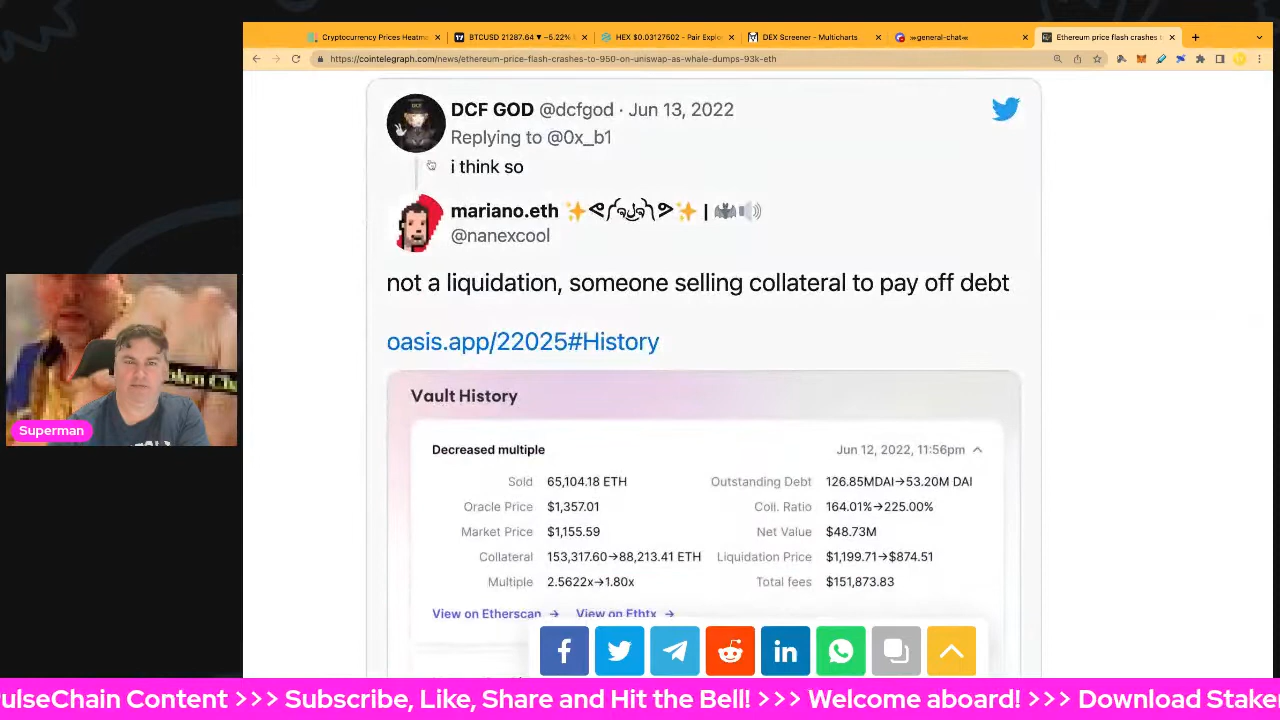 Cryptocurrency Prices Heatm
BTCUSD 21287.64 ▼ −5.22%
HEX $0.03127502 - Pair Explo
DEX Screener - Multicharts
general-chat
Ethereum price flash crashes
https://cointelegraph.com/news/ethereum-price-flash-crashes-to-950-on-uniswap-as-whale-dumps-93k-eth
DCF GOD @dcfgod · Jun 13, 2022
Replying to @0x_b1
i think so
mariano.eth
@nanexcool
not a liquidation, someone selling collateral to pay off debt
oasis.app/22025#History
Vault History
Decreased multiple Jun 12, 2022, 11:56pm
Sold 65,104.18 ETH Outstanding Debt 126.85MDAI→53.20M DAI
Oracle Price $1,357.01 Coll. Ratio 164.01%→225.00%
Market Price $1,155.59 Net Value $48.73M
Collateral 153,317.60→88,213.41 ETH Liquidation Price $1,199.71→$874.51
Multiple 2.5622x→1.80x Total fees $151,873.83
View on Etherscan → View on Ethtx →
Superman
ulseChain Content >>> Subscribe, Like, Share and Hit the Bell! >>> Welcome aboard! >>> Download Stake